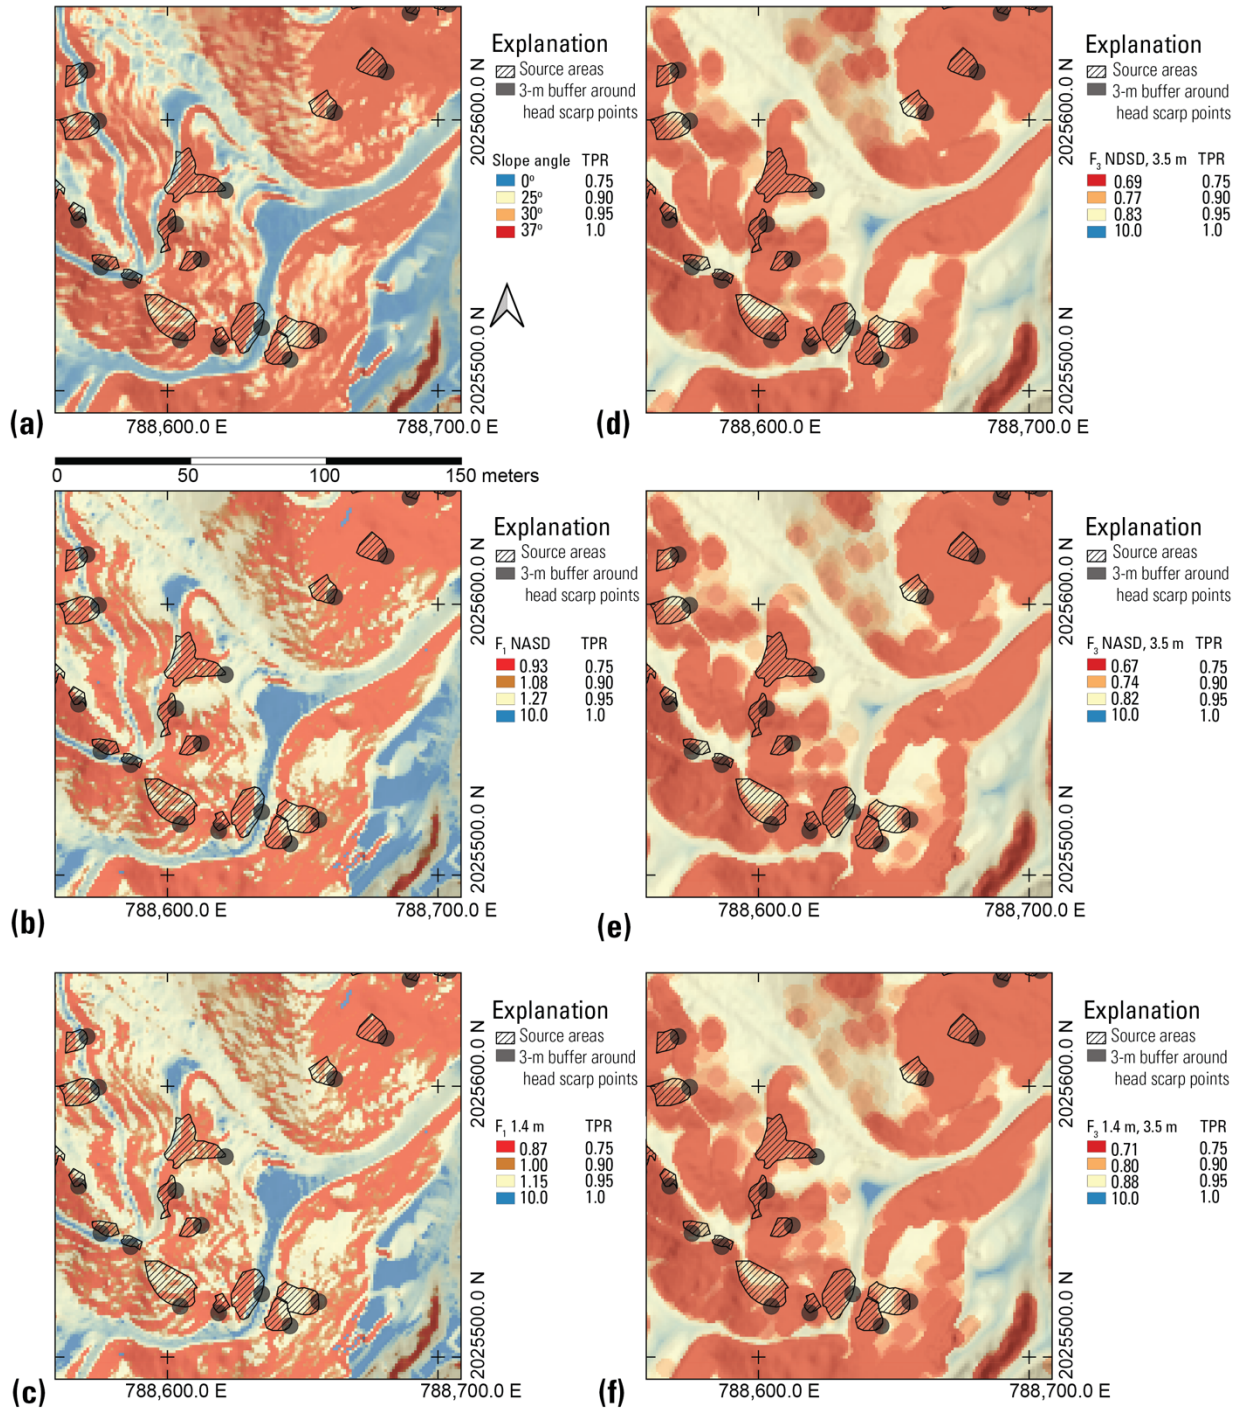 Explanation
Source areas
3-m buffer around
head scarp points
Slope angle TPR
0° 0.75
25° 0.90
30° 0.95
37° 1.0
2025600.0 N
2025500.0 N
(a)
788,600.0 E 788,700.0 E
0 50 100 150 meters
Explanation
Source areas
3-m buffer around
head scarp points
F3 NDSD, 3.5 m TPR
0.69 0.75
0.77 0.90
0.83 0.95
10.0 1.0
2025600.0 N
2025500.0 N
(d)
788,600.0 E 788,700.0 E
Explanation
Source areas
3-m buffer around
head scarp points
F1 NASD TPR
0.93 0.75
1.08 0.90
1.27 0.95
10.0 1.0
2025600.0 N
2025500.0 N
(b)
788,600.0 E 788,700.0 E
Explanation
Source areas
3-m buffer around
head scarp points
F3 NASD, 3.5 m TPR
0.67 0.75
0.74 0.90
0.82 0.95
10.0 1.0
2025600.0 N
2025500.0 N
(e)
788,600.0 E 788,700.0 E
Explanation
Source areas
3-m buffer around
head scarp points
F1 1.4 m TPR
0.87 0.75
1.00 0.90
1.15 0.95
10.0 1.0
2025600.0 N
2025500.0 N
(c)
788,600.0 E 788,700.0 E
Explanation
Source areas
3-m buffer around
head scarp points
F3 1.4 m, 3.5 m TPR
0.71 0.75
0.80 0.90
0.88 0.95
10.0 1.0
2025600.0 N
2025500.0 N
(f)
788,600.0 E 788,700.0 E